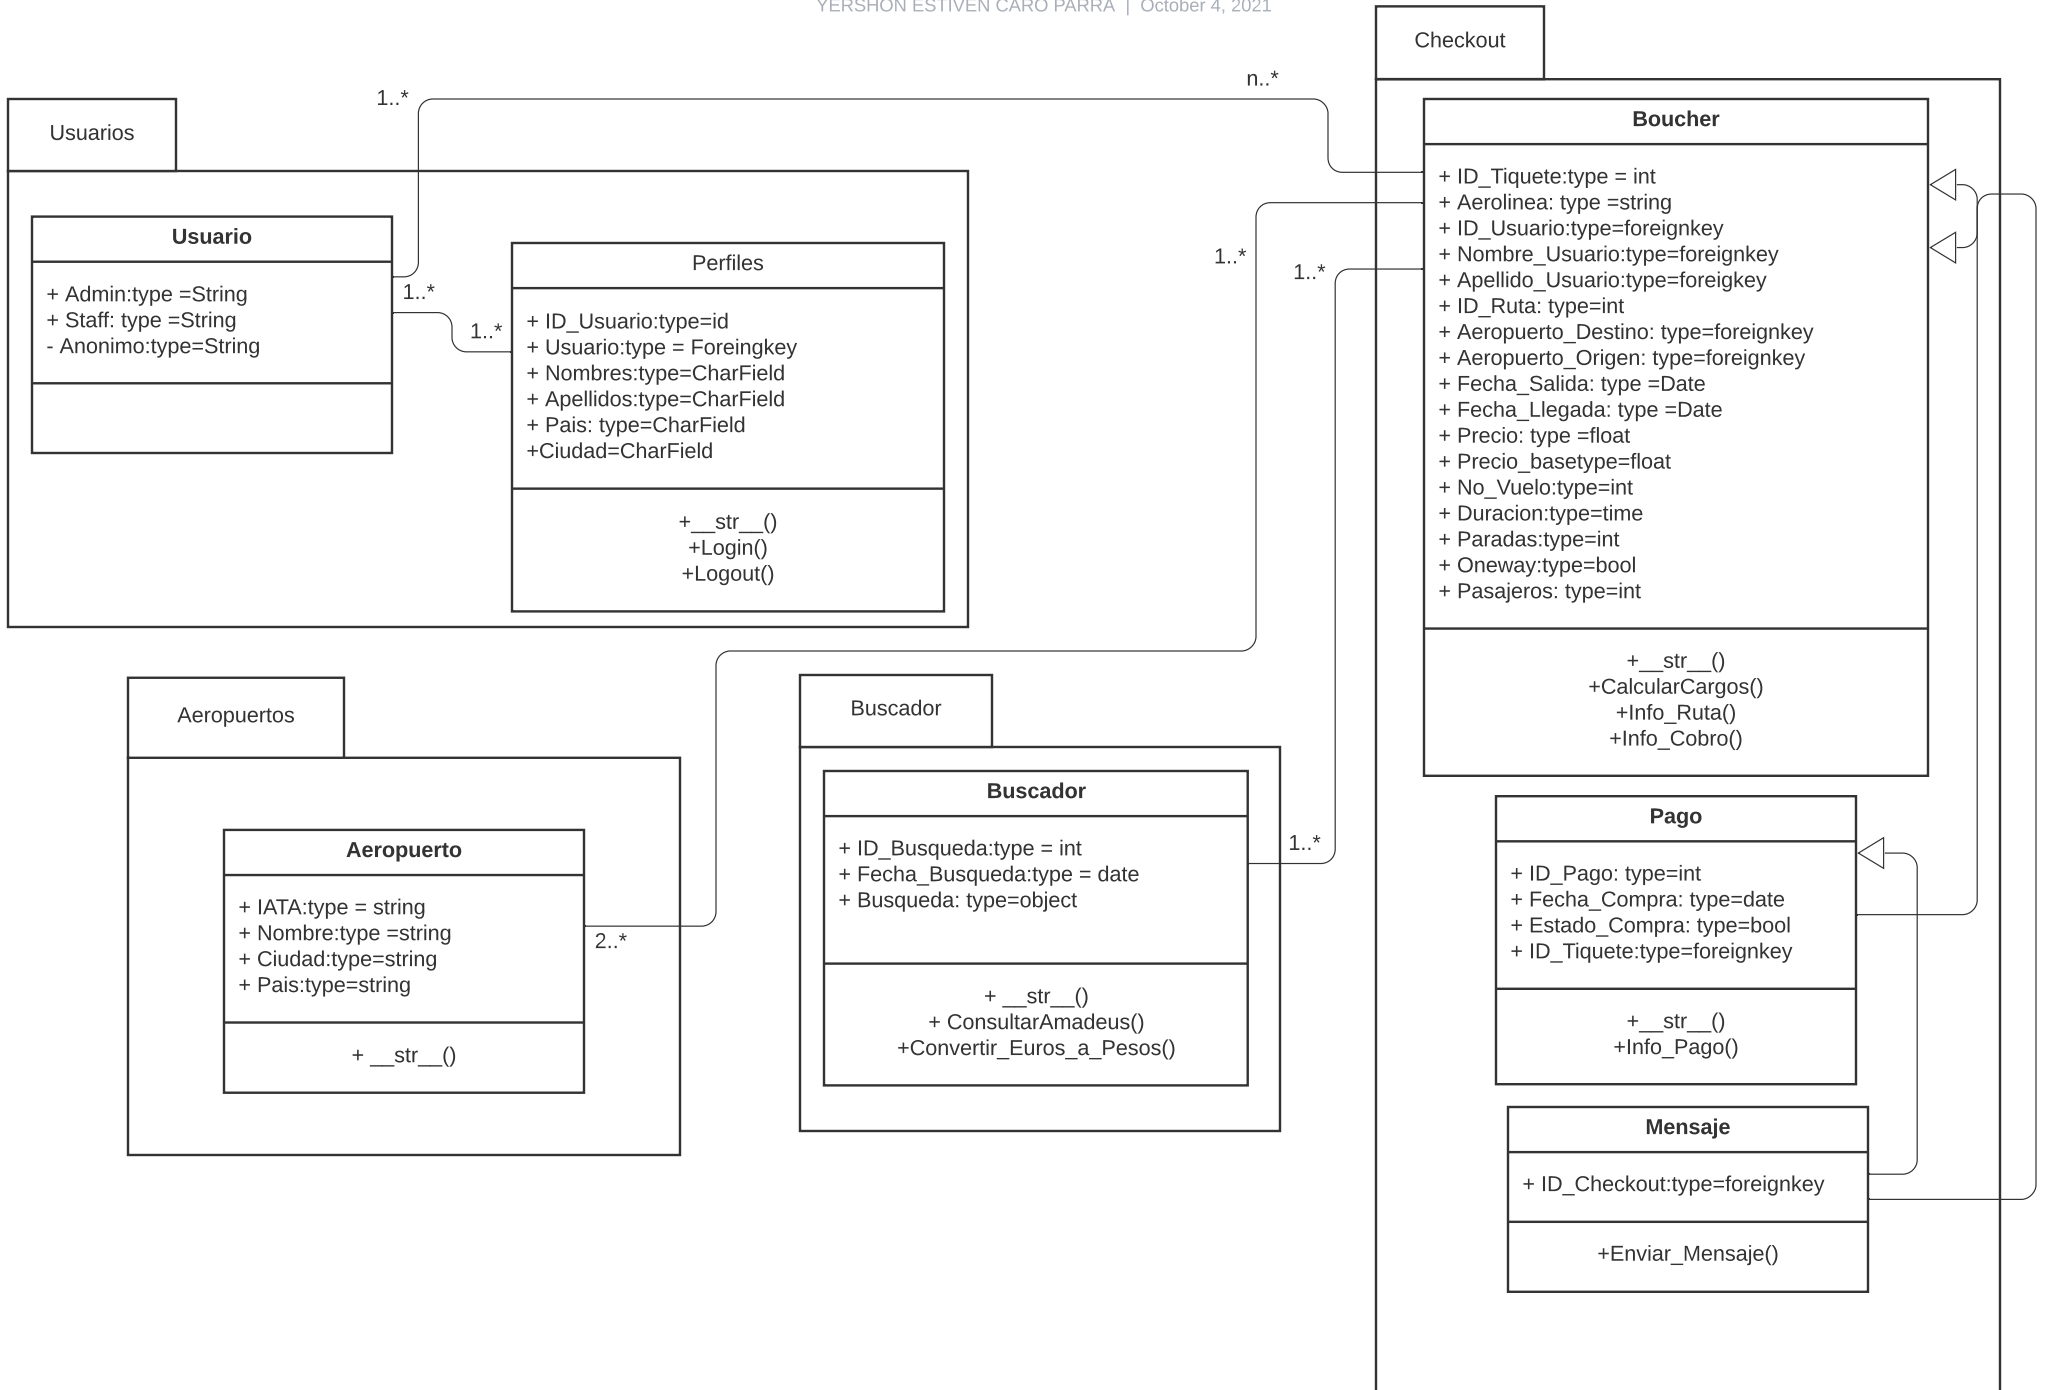 YERSHON ESTIVEN CARO PARRA | October 4, 2021
Checkout
n..*
1..*
Usuarios
Usuario
+ Admin:type =String
+ Staff: type =String
- Anonimo:type=String
1..*
1..*
Perfiles
+ ID_Usuario:type=id
+ Usuario:type = Foreingkey
+ Nombres:type=CharField
+ Apellidos:type=CharField
+ Pais: type=CharField
+Ciudad=CharField
+__str__()
+Login()
+Logout()
1..*
1..*
Boucher
+ ID_Tiquete:type = int
+ Aerolinea: type =string
+ ID_Usuario:type=foreignkey
+ Nombre_Usuario:type=foreignkey
+ Apellido_Usuario:type=foreigkey
+ ID_Ruta: type=int
+ Aeropuerto_Destino: type=foreignkey
+ Aeropuerto_Origen: type=foreignkey
+ Fecha_Salida: type =Date
+ Fecha_Llegada: type =Date
+ Precio: type =float
+ Precio_basetype=float
+ No_Vuelo:type=int
+ Duracion:type=time
+ Paradas:type=int
+ Oneway:type=bool
+ Pasajeros: type=int
+__str__()
+CalcularCargos()
+Info_Ruta()
+Info_Cobro()
Aeropuertos
Aeropuerto
+ IATA:type = string
+ Nombre:type =string
+ Ciudad:type=string
+ Pais:type=string
+ __str__()
2..*
Buscador
Buscador
+ ID_Busqueda:type = int
+ Fecha_Busqueda:type = date
+ Busqueda: type=object
+ __str__()
+ ConsultarAmadeus()
+Convertir_Euros_a_Pesos()
1..*
Pago
+ ID_Pago: type=int
+ Fecha_Compra: type=date
+ Estado_Compra: type=bool
+ ID_Tiquete:type=foreignkey
+__str__()
+Info_Pago()
Mensaje
+ ID_Checkout:type=foreignkey
+Enviar_Mensaje()